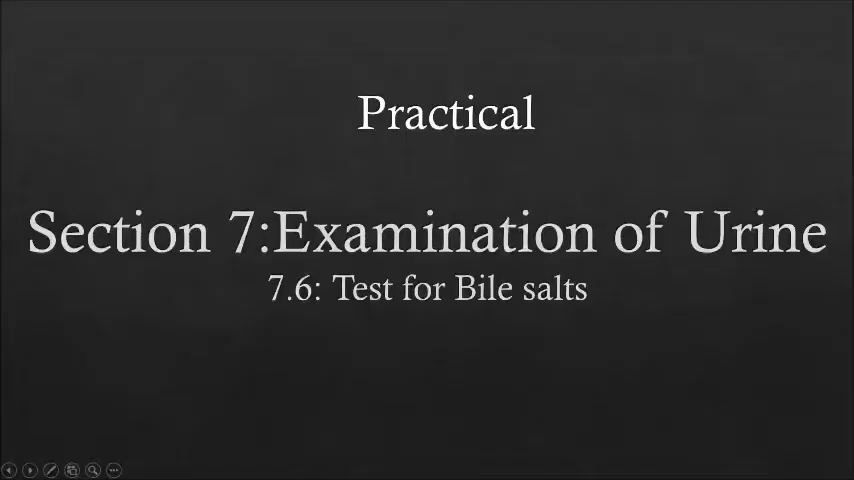 Practical
Section 7:Examination of Urine
7.6: Test for Bile salts